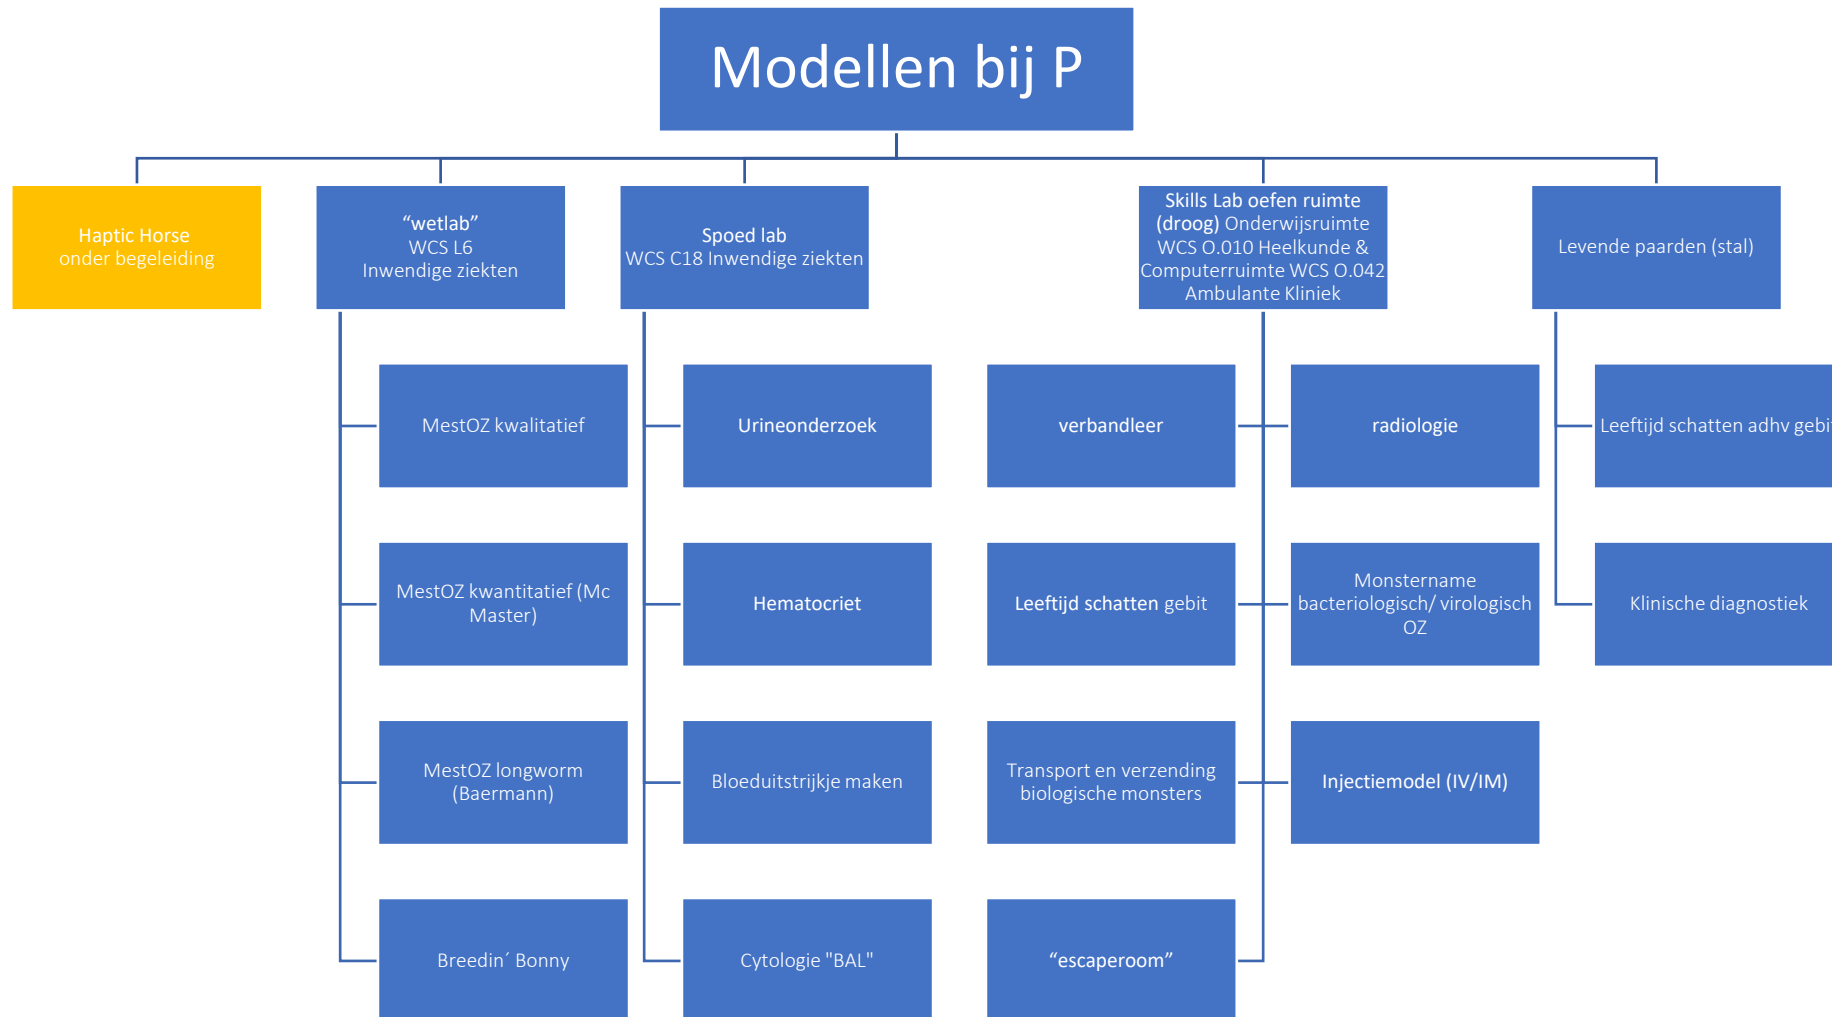 Modellen bij P
Haptic Horse
onder begeleiding
“wetlab”
WCS L6
Inwendige ziekten
Spoed lab
WCS C18 Inwendige ziekten
Skills Lab oefen ruimte
(droog) Onderwijsruimte
WCS O.010 Heelkunde &
Computerruimte WCS O.042
Ambulante Kliniek
Levende paarden (stal)
MestOZ kwalitatief
MestOZ kwantitatief (Mc
Master)
MestOZ longworm
(Baermann)
Breedin´ Bonny
Urineonderzoek
Hematocriet
Bloeduitstrijkje maken
Cytologie "BAL"
verbandleer
radiologie
Leeftijd schatten gebit
Monstername
bacteriologisch/ virologisch
OZ
Transport en verzending
biologische monsters
Injectiemodel (IV/IM)
“escaperoom”
Leeftijd schatten adhv gebit
Klinische diagnostiek